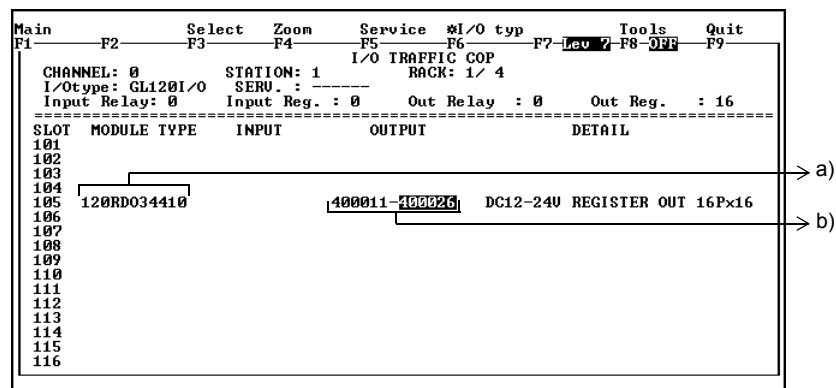 Main Select Zoom Service ✲I/O typ Tools Quit
F1 F2 F3 F4 F5 F6 F7 Lev 7 F8 OFF F9
I/O TRAFFIC COP
CHANNEL: 0 STATION: 1 RACK: 1/ 4
I/Otype: GL120I/O SERV. : ------
Input Relay: 0 Input Reg. : 0 Out Relay : 0 Out Reg. : 16
SLOT MODULE TYPE INPUT OUTPUT DETAIL
101
102
103
a)
104
105 120RDO34410 400011-400026 DC12-24V REGISTER OUT 16Px16
106
107
b)
108
109
110
111
112
113
114
115
116